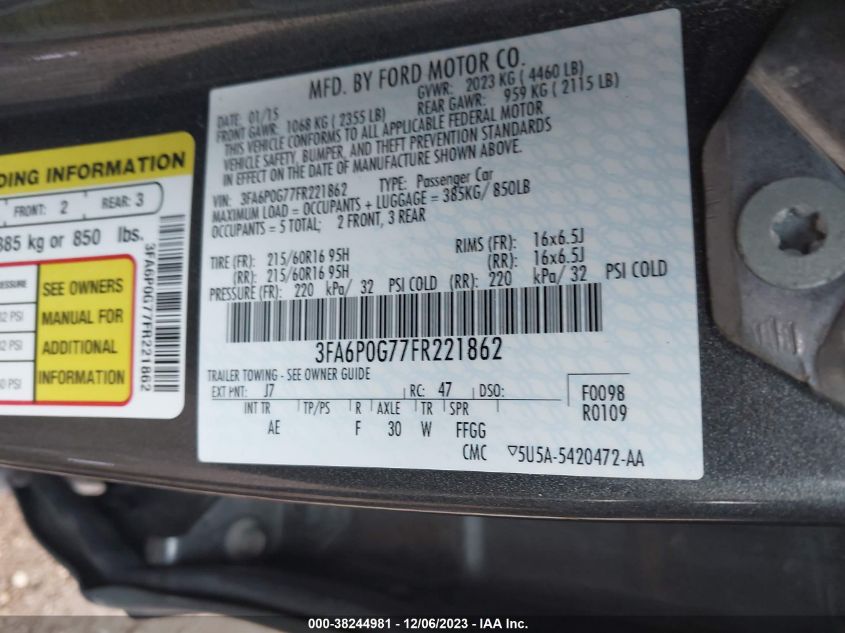 MFD. BY FORD MOTOR CO.
DATE: 01/15 GVWR: 2023 KG ( 4460 LB)
FRONT GAWR: 1068 KG ( 2355 LB) REAR GAWR: 959 KG ( 2115 LB)
THIS VEHICLE CONFORMS TO ALL APPLICABLE FEDERAL MOTOR
VEHICLE SAFETY, BUMPER, AND THEFT PREVENTION STANDARDS
IN EFFECT ON THE DATE OF MANUFACTURE SHOWN ABOVE.
VIN: 3FA6P0G77FR221862 TYPE: Passenger Car
MAXIMUM LOAD = OCCUPANTS + LUGGAGE = 385KG/ 850LB
OCCUPANTS = 5 TOTAL; 2 FRONT, 3 REAR
TIRE (FR): 215/60R16 95H RIMS (FR): 16x6.5J
(RR): 215/60R16 95H (RR): 16x6.5J
PRESSURE (FR): 220 kPa/ 32 PSI COLD (RR): 220 kPa/ 32 PSI COLD
3FA6P0G77FR221862
TRAILER TOWING - SEE OWNER GUIDE
EXT PNT: J7 RC: 47 DSO: F0098
INT TR TP/PS R AXLE TR SPR R0109
AE F 30 W FFGG
CMC ▽5U5A-5420472-AA
DING INFORMATION
FRONT: 2 REAR: 3
385 kg or 850 lbs.
3FA6P0G77FR221862
SEE OWNERS
MANUAL FOR
ADDITIONAL
INFORMATION
PSI
PSI
PSI
000-38244981 - 12/06/2023 - IAA Inc.